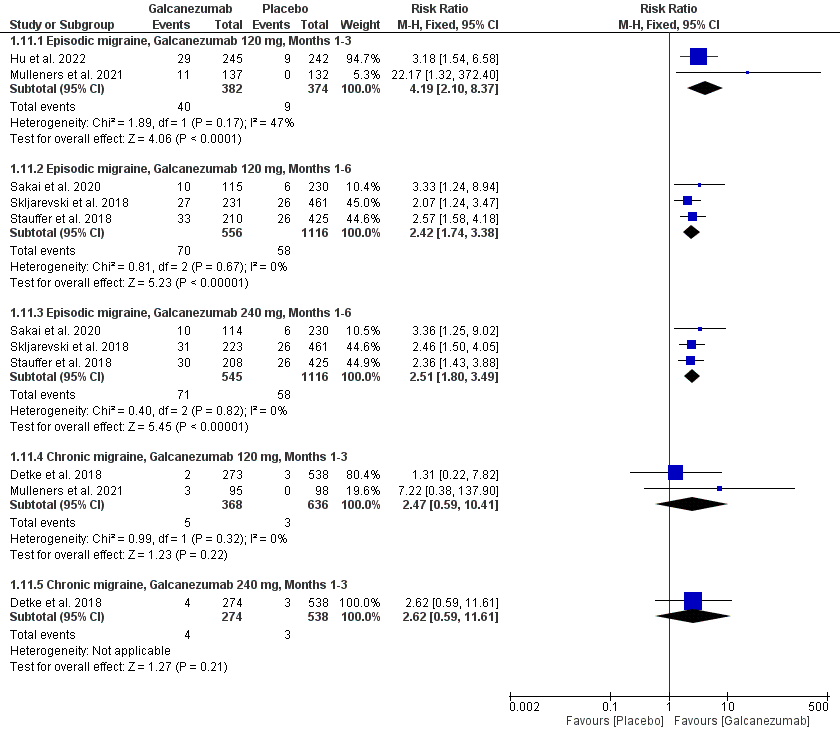 Galcanezumab Placebo Risk Ratio Risk Ratio
Study or Subgroup Events Total Events Total Weight M-H, Fixed, 95% CI M-H, Fixed, 95% CI
1.11.1 Episodic migraine, Galcanezumab 120 mg, Months 1-3
Hu et al. 2022 29 245 9 242 94.7% 3.18 [1.54, 6.58]
Mulleners et al. 2021 11 137 0 132 5.3% 22.17 [1.32, 372.40]
Subtotal (95% CI) 382 374 100.0% 4.19 [2.10, 8.37]
Total events 40 9
Heterogeneity: Chi² = 1.89, df = 1 (P = 0.17); I² = 47%
Test for overall effect: Z = 4.06 (P < 0.0001)
1.11.2 Episodic migraine, Galcanezumab 120 mg, Months 1-6
Sakai et al. 2020 10 115 6 230 10.4% 3.33 [1.24, 8.94]
Skljarevski et al. 2018 27 231 26 461 45.0% 2.07 [1.24, 3.47]
Stauffer et al. 2018 33 210 26 425 44.6% 2.57 [1.58, 4.18]
Subtotal (95% CI) 556 1116 100.0% 2.42 [1.74, 3.38]
Total events 70 58
Heterogeneity: Chi² = 0.81, df = 2 (P = 0.67); I² = 0%
Test for overall effect: Z = 5.23 (P < 0.00001)
1.11.3 Episodic migraine, Galcanezumab 240 mg, Months 1-6
Sakai et al. 2020 10 114 6 230 10.5% 3.36 [1.25, 9.02]
Skljarevski et al. 2018 31 223 26 461 44.6% 2.46 [1.50, 4.05]
Stauffer et al. 2018 30 208 26 425 44.9% 2.36 [1.43, 3.88]
Subtotal (95% CI) 545 1116 100.0% 2.51 [1.80, 3.49]
Total events 71 58
Heterogeneity: Chi² = 0.40, df = 2 (P = 0.82); I² = 0%
Test for overall effect: Z = 5.45 (P < 0.00001)
1.11.4 Chronic migraine, Galcanezumab 120 mg, Months 1-3
Detke et al. 2018 2 273 3 538 80.4% 1.31 [0.22, 7.82]
Mulleners et al. 2021 3 95 0 98 19.6% 7.22 [0.38, 137.90]
Subtotal (95% CI) 368 636 100.0% 2.47 [0.59, 10.41]
Total events 5 3
Heterogeneity: Chi² = 0.99, df = 1 (P = 0.32); I² = 0%
Test for overall effect: Z = 1.23 (P = 0.22)
1.11.5 Chronic migraine, Galcanezumab 240 mg, Months 1-3
Detke et al. 2018 4 274 3 538 100.0% 2.62 [0.59, 11.61]
Subtotal (95% CI) 274 538 100.0% 2.62 [0.59, 11.61]
Total events 4 3
Heterogeneity: Not applicable
Test for overall effect: Z = 1.27 (P = 0.21)
0.002 0.1 1 10 500
Favours [Placebo] Favours [Galcanezumab]